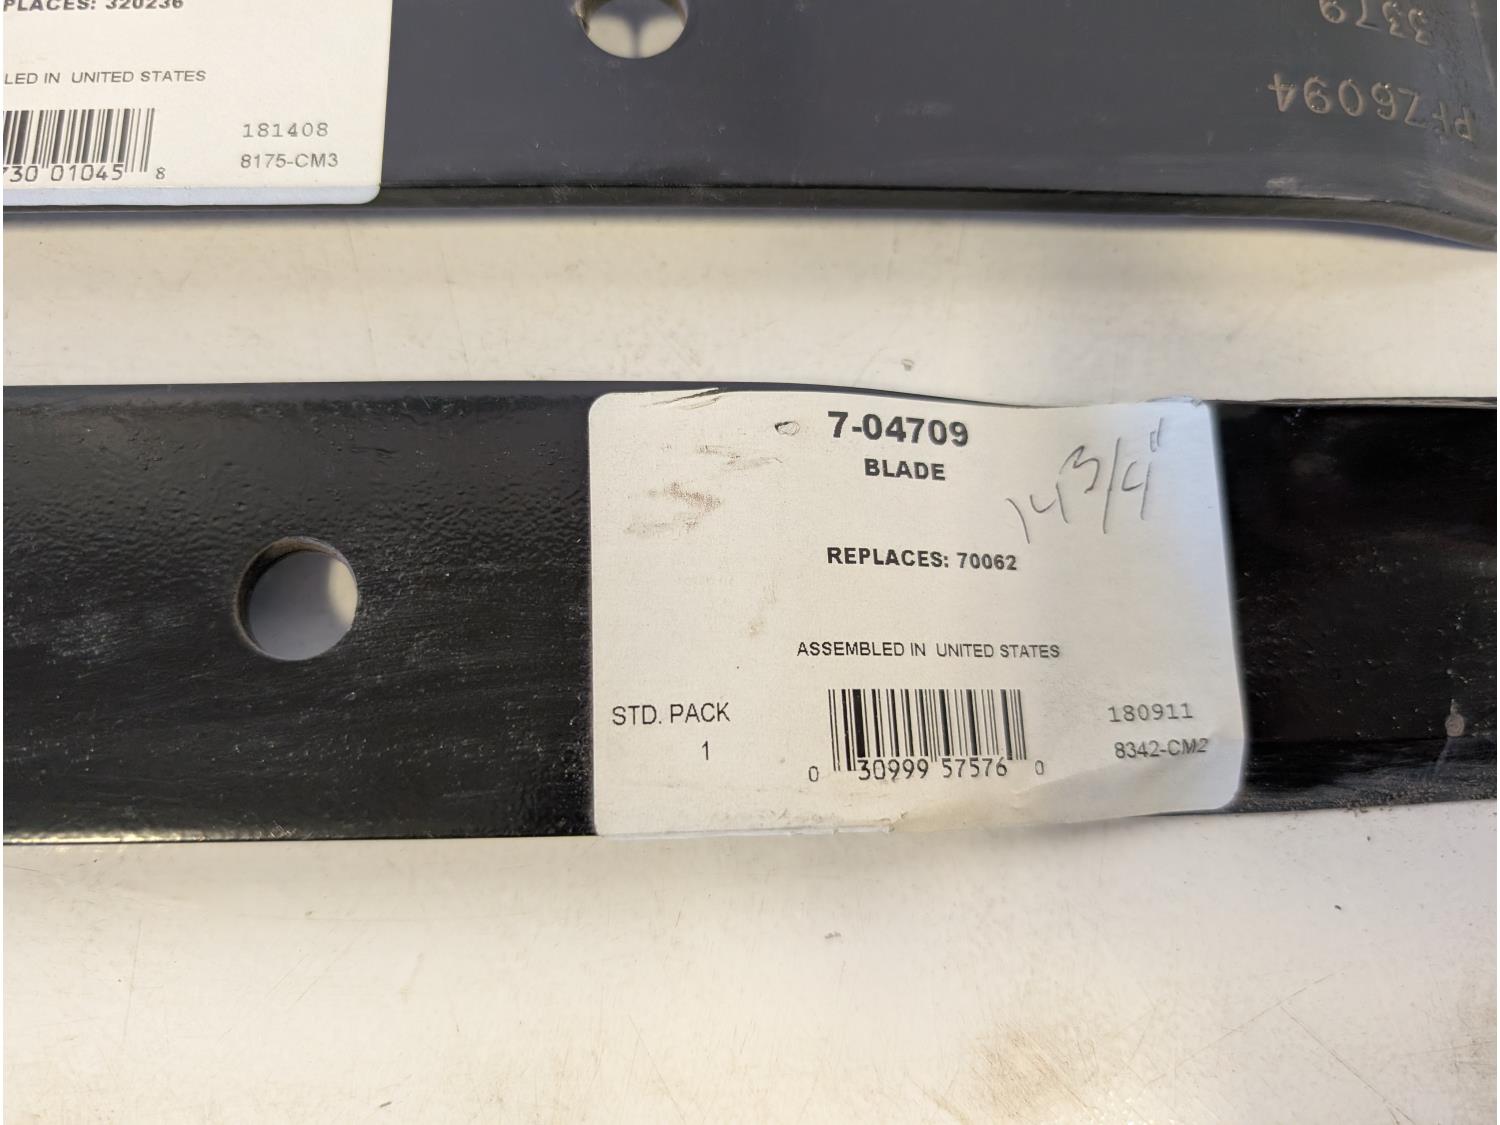 PLACES: 320236
LED IN UNITED STATES
181408
8175-CM3
730 01045 8
3379
PF26094
7-04709
BLADE
14 3/4"
REPLACES: 70062
ASSEMBLED IN UNITED STATES
STD. PACK
1
0 30999 57576 0
180911
8342-CM2